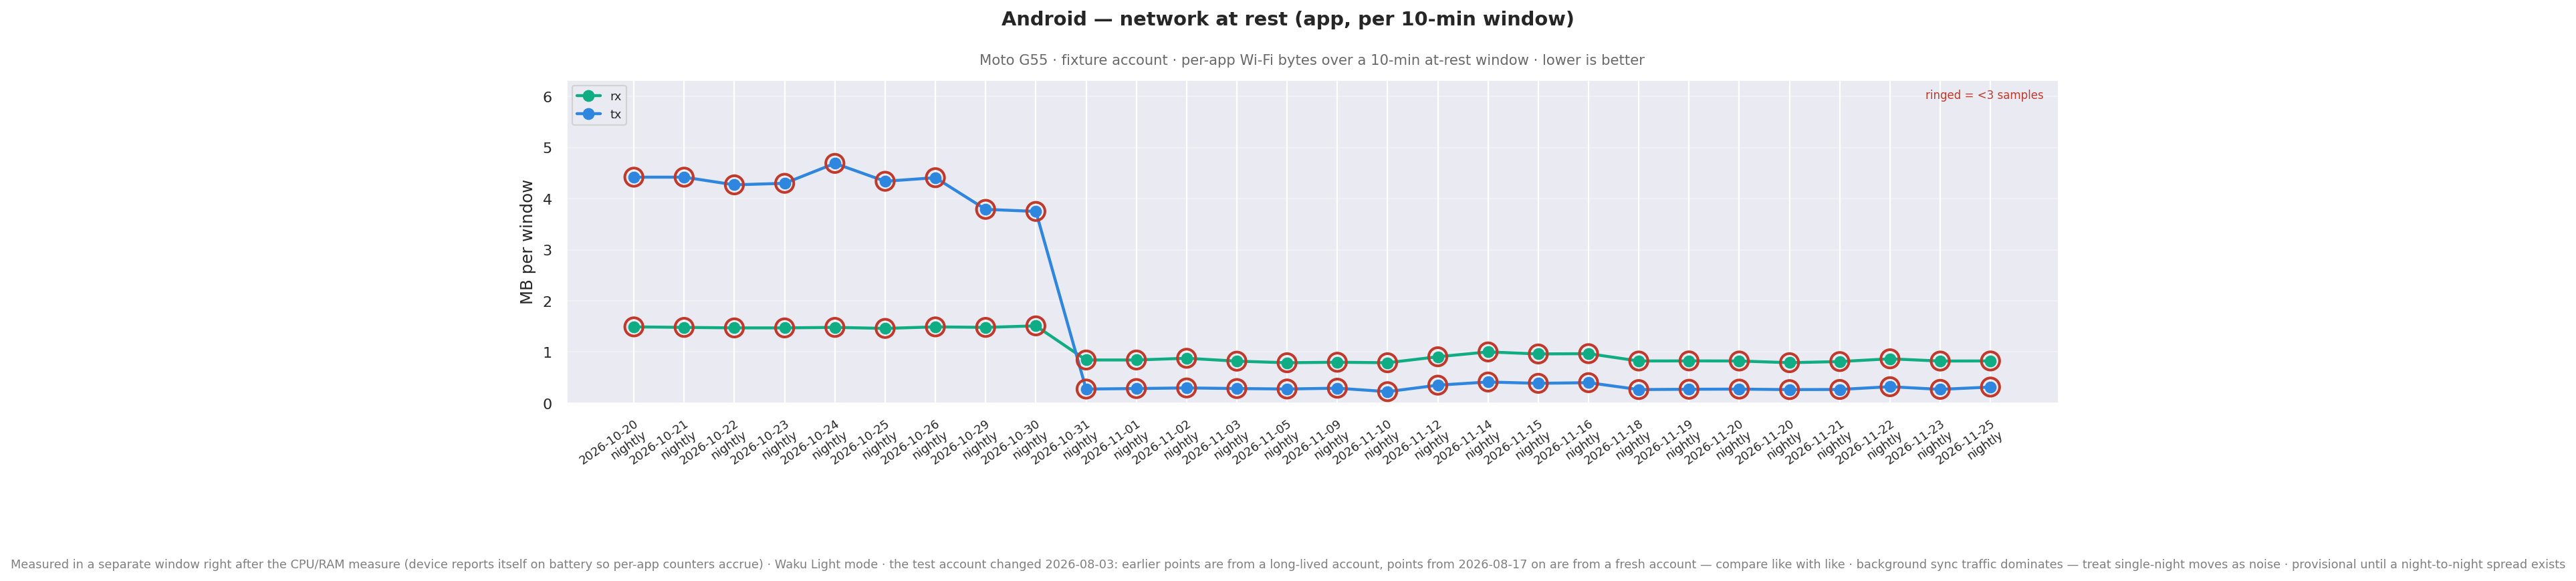 Android — network at rest (app, per 10-min window)
Moto G55 · fixture account · per-app Wi-Fi bytes over a 10-min at-rest window · lower is better
rx
tx
ringed = <3 samples
MB per window
6
5
4
3
2
1
0
2026-10-20
nightly
2026-10-21
nightly
2026-10-22
nightly
2026-10-23
nightly
2026-10-24
nightly
2026-10-25
nightly
2026-10-26
nightly
2026-10-29
nightly
2026-10-30
nightly
2026-10-31
nightly
2026-11-01
nightly
2026-11-02
nightly
2026-11-03
nightly
2026-11-05
nightly
2026-11-09
nightly
2026-11-10
nightly
2026-11-12
nightly
2026-11-14
nightly
2026-11-15
nightly
2026-11-16
nightly
2026-11-18
nightly
2026-11-19
nightly
2026-11-20
nightly
2026-11-20
nightly
2026-11-21
nightly
2026-11-22
nightly
2026-11-23
nightly
2026-11-25
nightly
Measured in a separate window right after the CPU/RAM measure (device reports itself on battery so per-app counters accrue) · Waku Light mode · the test account changed 2026-08-03: earlier points are from a long-lived account, points from 2026-08-17 on are from a fresh account — compare like with like · background sync traffic dominates — treat single-night moves as noise · provisional until a night-to-night spread exists